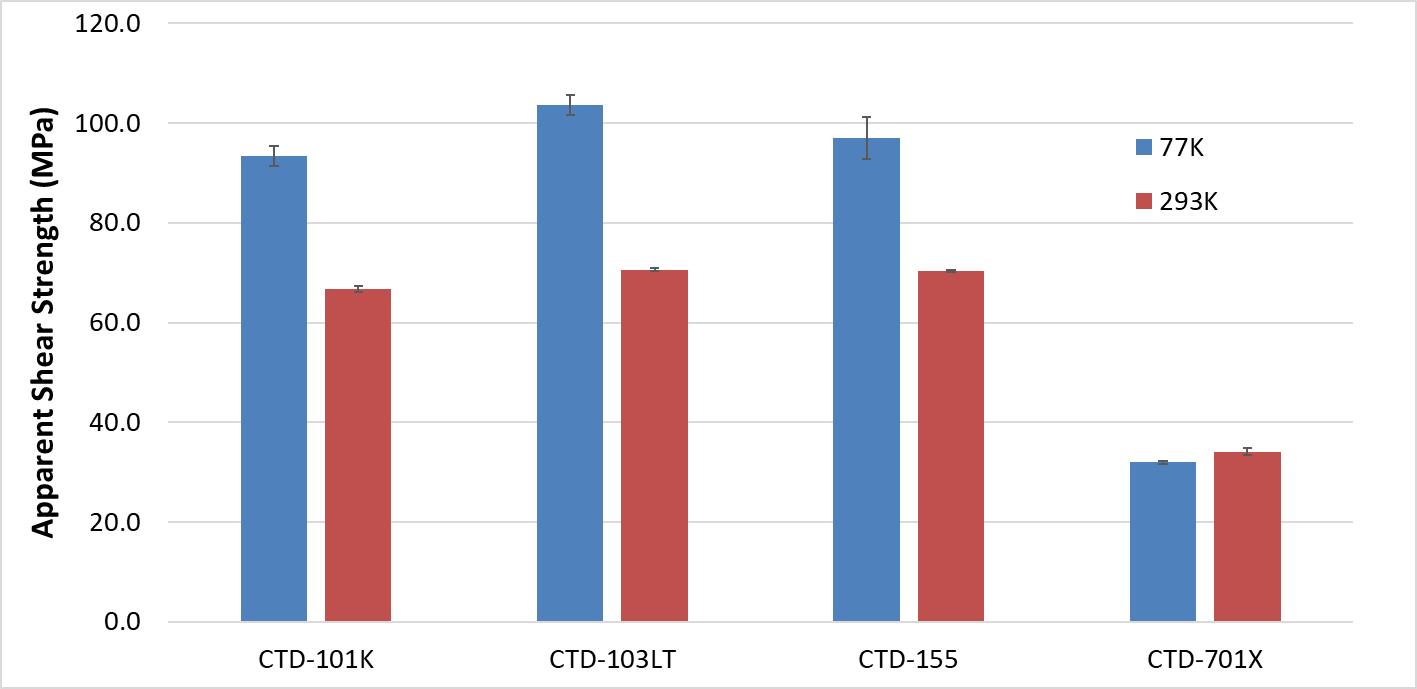 Apparent Shear Strength (MPa)
120.0
100.0
80.0
60.0
40.0
20.0
0.0
77K
293K
CTD-101K
CTD-103LT
CTD-155
CTD-701X